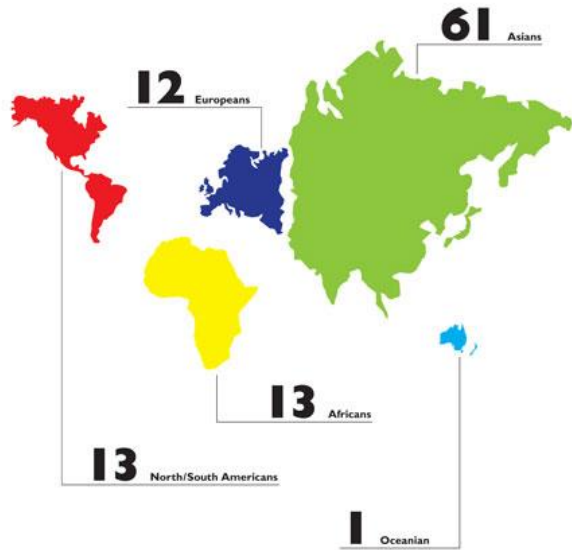 61 Asians
12 Europeans
13 Africans
13 North/South Americans
1 Oceanian